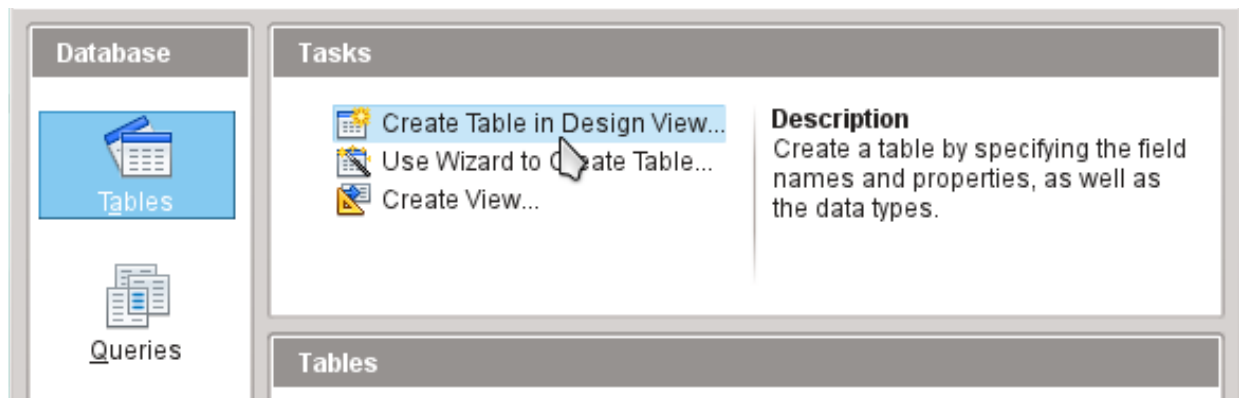 Database
Tables
Queries
Tasks
Create Table in Design View...
Use Wizard to Create Table...
Create View...
Description
Create a table by specifying the field
names and properties, as well as
the data types.
Tables